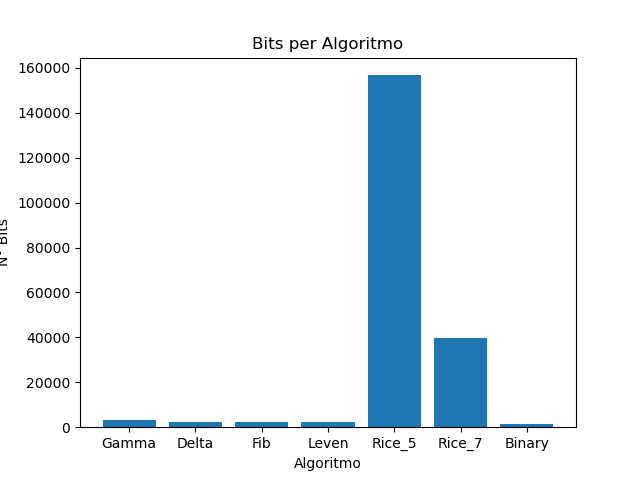 Bits per Algoritmo
160000
140000
120000
100000
80000
60000
40000
20000
0
N° Bits
Gamma Delta Fib Leven Rice_5 Rice_7 Binary
Algoritmo